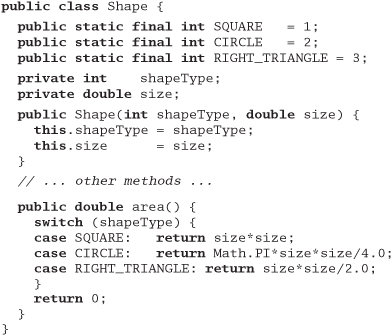 public class Shape {
public static final int SQUARE = 1;
public static final int CIRCLE = 2;
public static final int RIGHT_TRIANGLE = 3;
private int shapeType;
private double size;
public Shape(int shapeType, double size) {
this.shapeType = shapeType;
this.size = size;
}
// ... other methods ...
public double area() {
switch (shapeType) {
case SQUARE: return size*size;
case CIRCLE: return Math.PI*size*size/4.0;
case RIGHT_TRIANGLE: return size*size/2.0;
}
return 0;
}
}